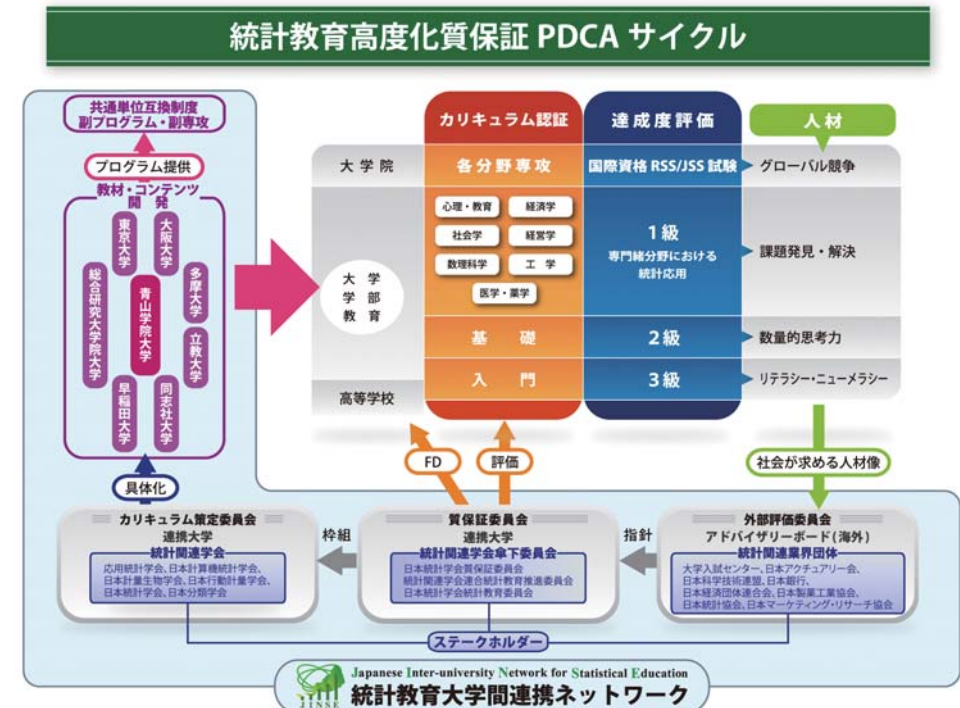 統計教育高度化質保証 PDCA サイクル
共通単位互換制度
副プログラム・副専攻
プログラム提供
教材・コンテンツ
開発
東京大学
大阪大学
総合研究大学院大学
青山学院大学
多摩大学
立教大学
早稲田大学
同志社大学
具体化
カリキュラム認証
達成度評価
人材
大学院
各分野専攻
国際資格 RSS/JSS 試験
グローバル競争
大学
学部
教育
心理・教育
経済学
社会学
経営学
数理科学
工学
医学・薬学
1級
専門緒分野における
統計応用
課題発見・解決
基礎
2級
数量的思考力
入門
3級
リテラシー・ニューメラシー
高等学校
FD
評価
社会が求める人材像
カリキュラム策定委員会
連携大学
統計関連学会
応用統計学会、日本計算機統計学会、
日本計量生物学会、日本行動計量学会、
日本統計学会、日本分類学会
枠組
質保証委員会
連携大学
統計関連学会傘下委員会
日本統計学会質保証委員会
統計関連学会連合統計教育推進委員会
日本統計学会統計教育委員会
指針
外部評価委員会
アドバイザリーボード(海外)
統計関連業界団体
大学入試センター、日本アクチュアリー会、
日本科学技術連盟、日本銀行、
日本経済団体連合会、日本製薬工業協会、
日本統計協会、日本マーケティング・リサーチ協会
ステークホルダー
JINSE
Japanese Inter-university Network for Statistical Education
統計教育大学間連携ネットワーク